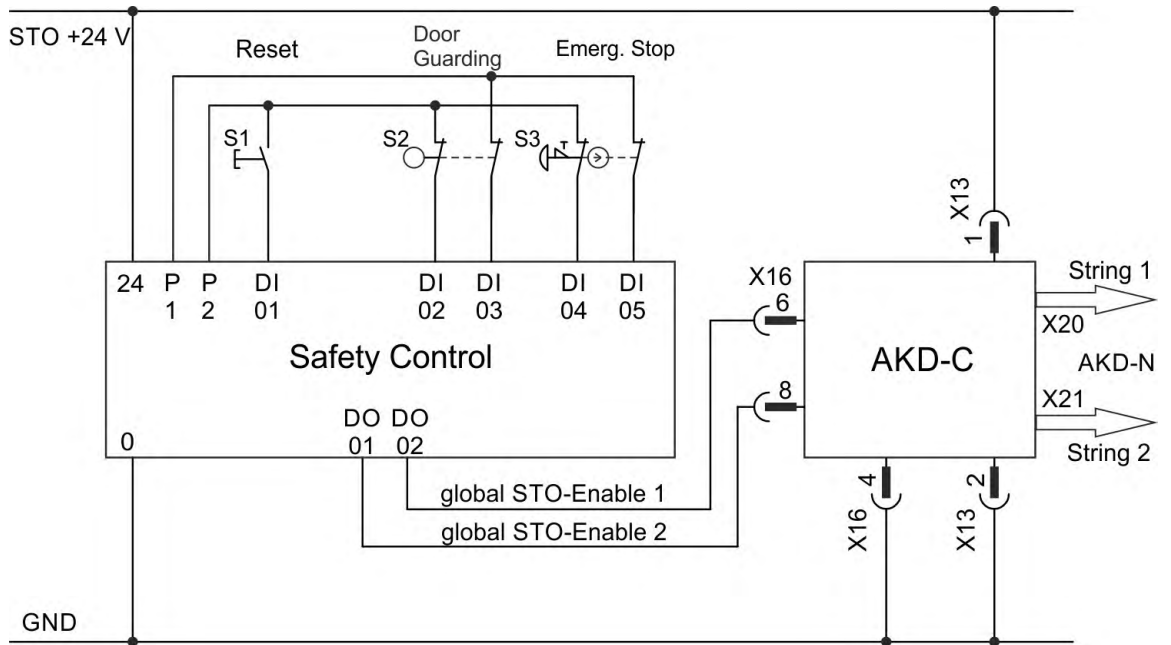 STO +24 V
Reset
Door
Guarding
Emerg. Stop
S1
S2
S3
X13
1
24 P P DI DI DI DI DI
1 2 01 02 03 04 05
Safety Control
0
DO DO
01 02
X16
6
8
AKD-C
String 1
X20
AKD-N
X21
String 2
global STO-Enable 1
global STO-Enable 2
4
X16
2
X13
GND